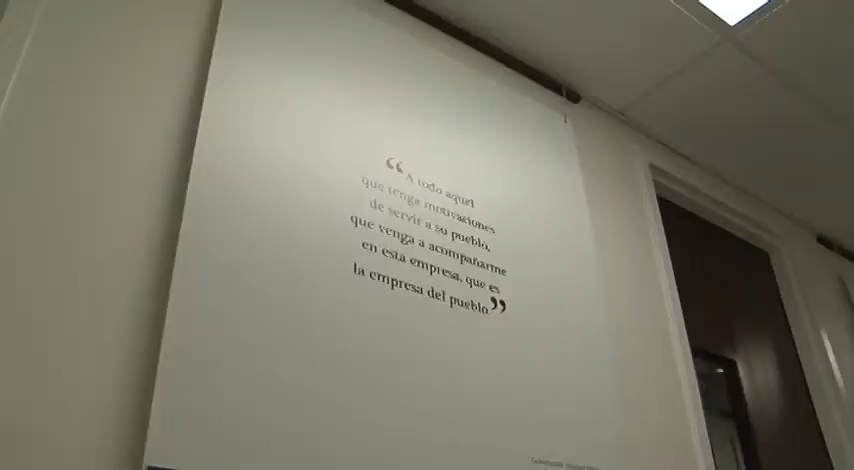 “A todo aquel
que tenga motivaciones
de servir a su pueblo,
que venga a acompañarme
en esta empresa, que es
la empresa del pueblo.”